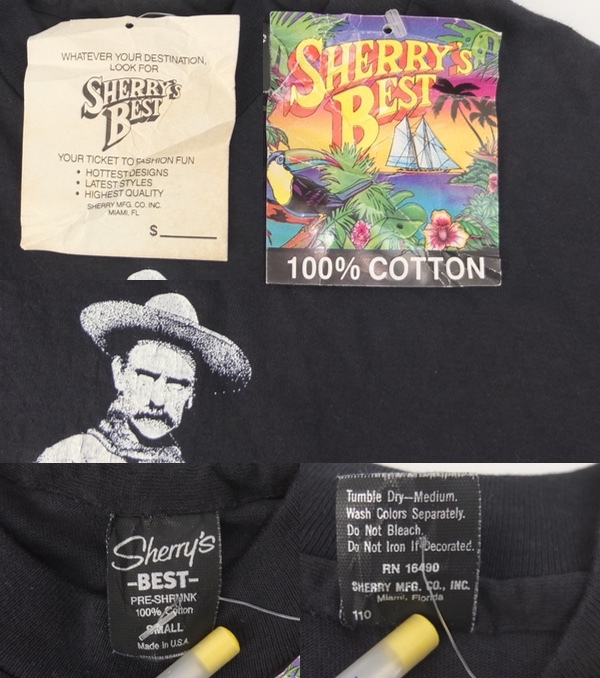 WHATEVER YOUR DESTINATION,
LOOK FOR
SHERRY'S
BEST
YOUR TICKET TO FASHION FUN
• HOTTEST DESIGNS
• LATEST STYLES
• HIGHEST QUALITY
SHERRY MFG. CO. INC.
MIAMI, FL
$
SHERRY'S
BEST
100% COTTON
Sherry's
-BEST-
PRE-SHRUNK
100% Cotton
SMALL
Made in U.S.A.
Tumble Dry-Medium.
Wash Colors Separately.
Do Not Bleach.
Do Not Iron If Decorated.
RN 16490
SHERRY MFG. CO., INC.
Miami, Florida
110